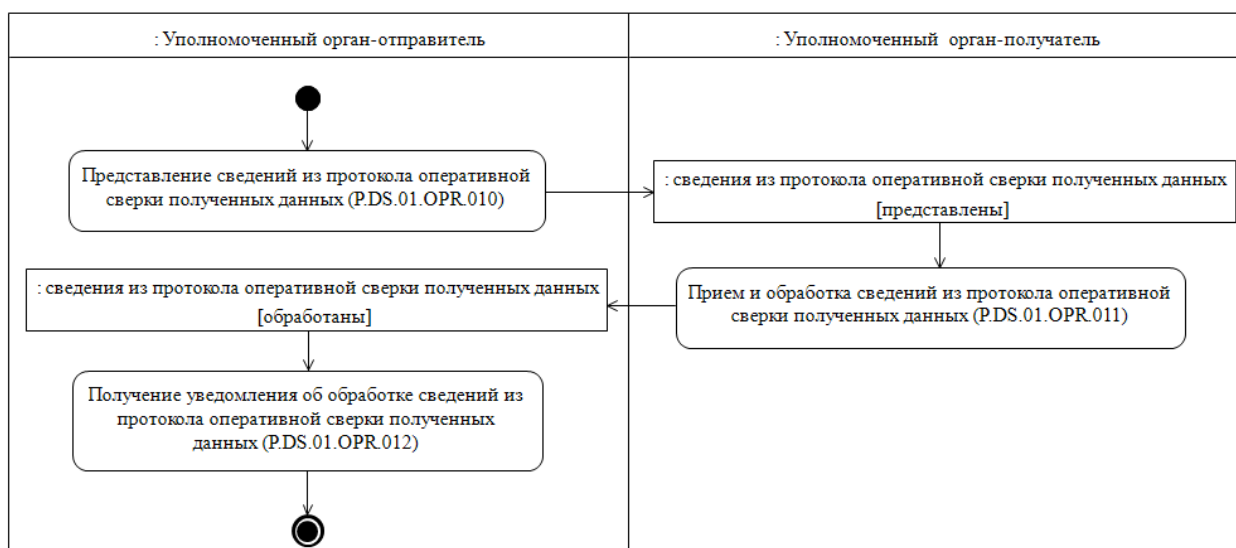 : Уполномоченный орган-отправитель
: Уполномоченный орган-получатель
Представление сведений из протокола оперативной
сверки полученных данных (P.DS.01.OPR.010)
: сведения из протокола оперативной сверки полученных данных
[представлены]
Прием и обработка сведений из протокола оперативной
сверки полученных данных (P.DS.01.OPR.011)
: сведения из протокола оперативной сверки полученных данных
[обработаны]
Получение уведомления об обработке сведений из
протокола оперативной сверки полученных
данных (P.DS.01.OPR.012)